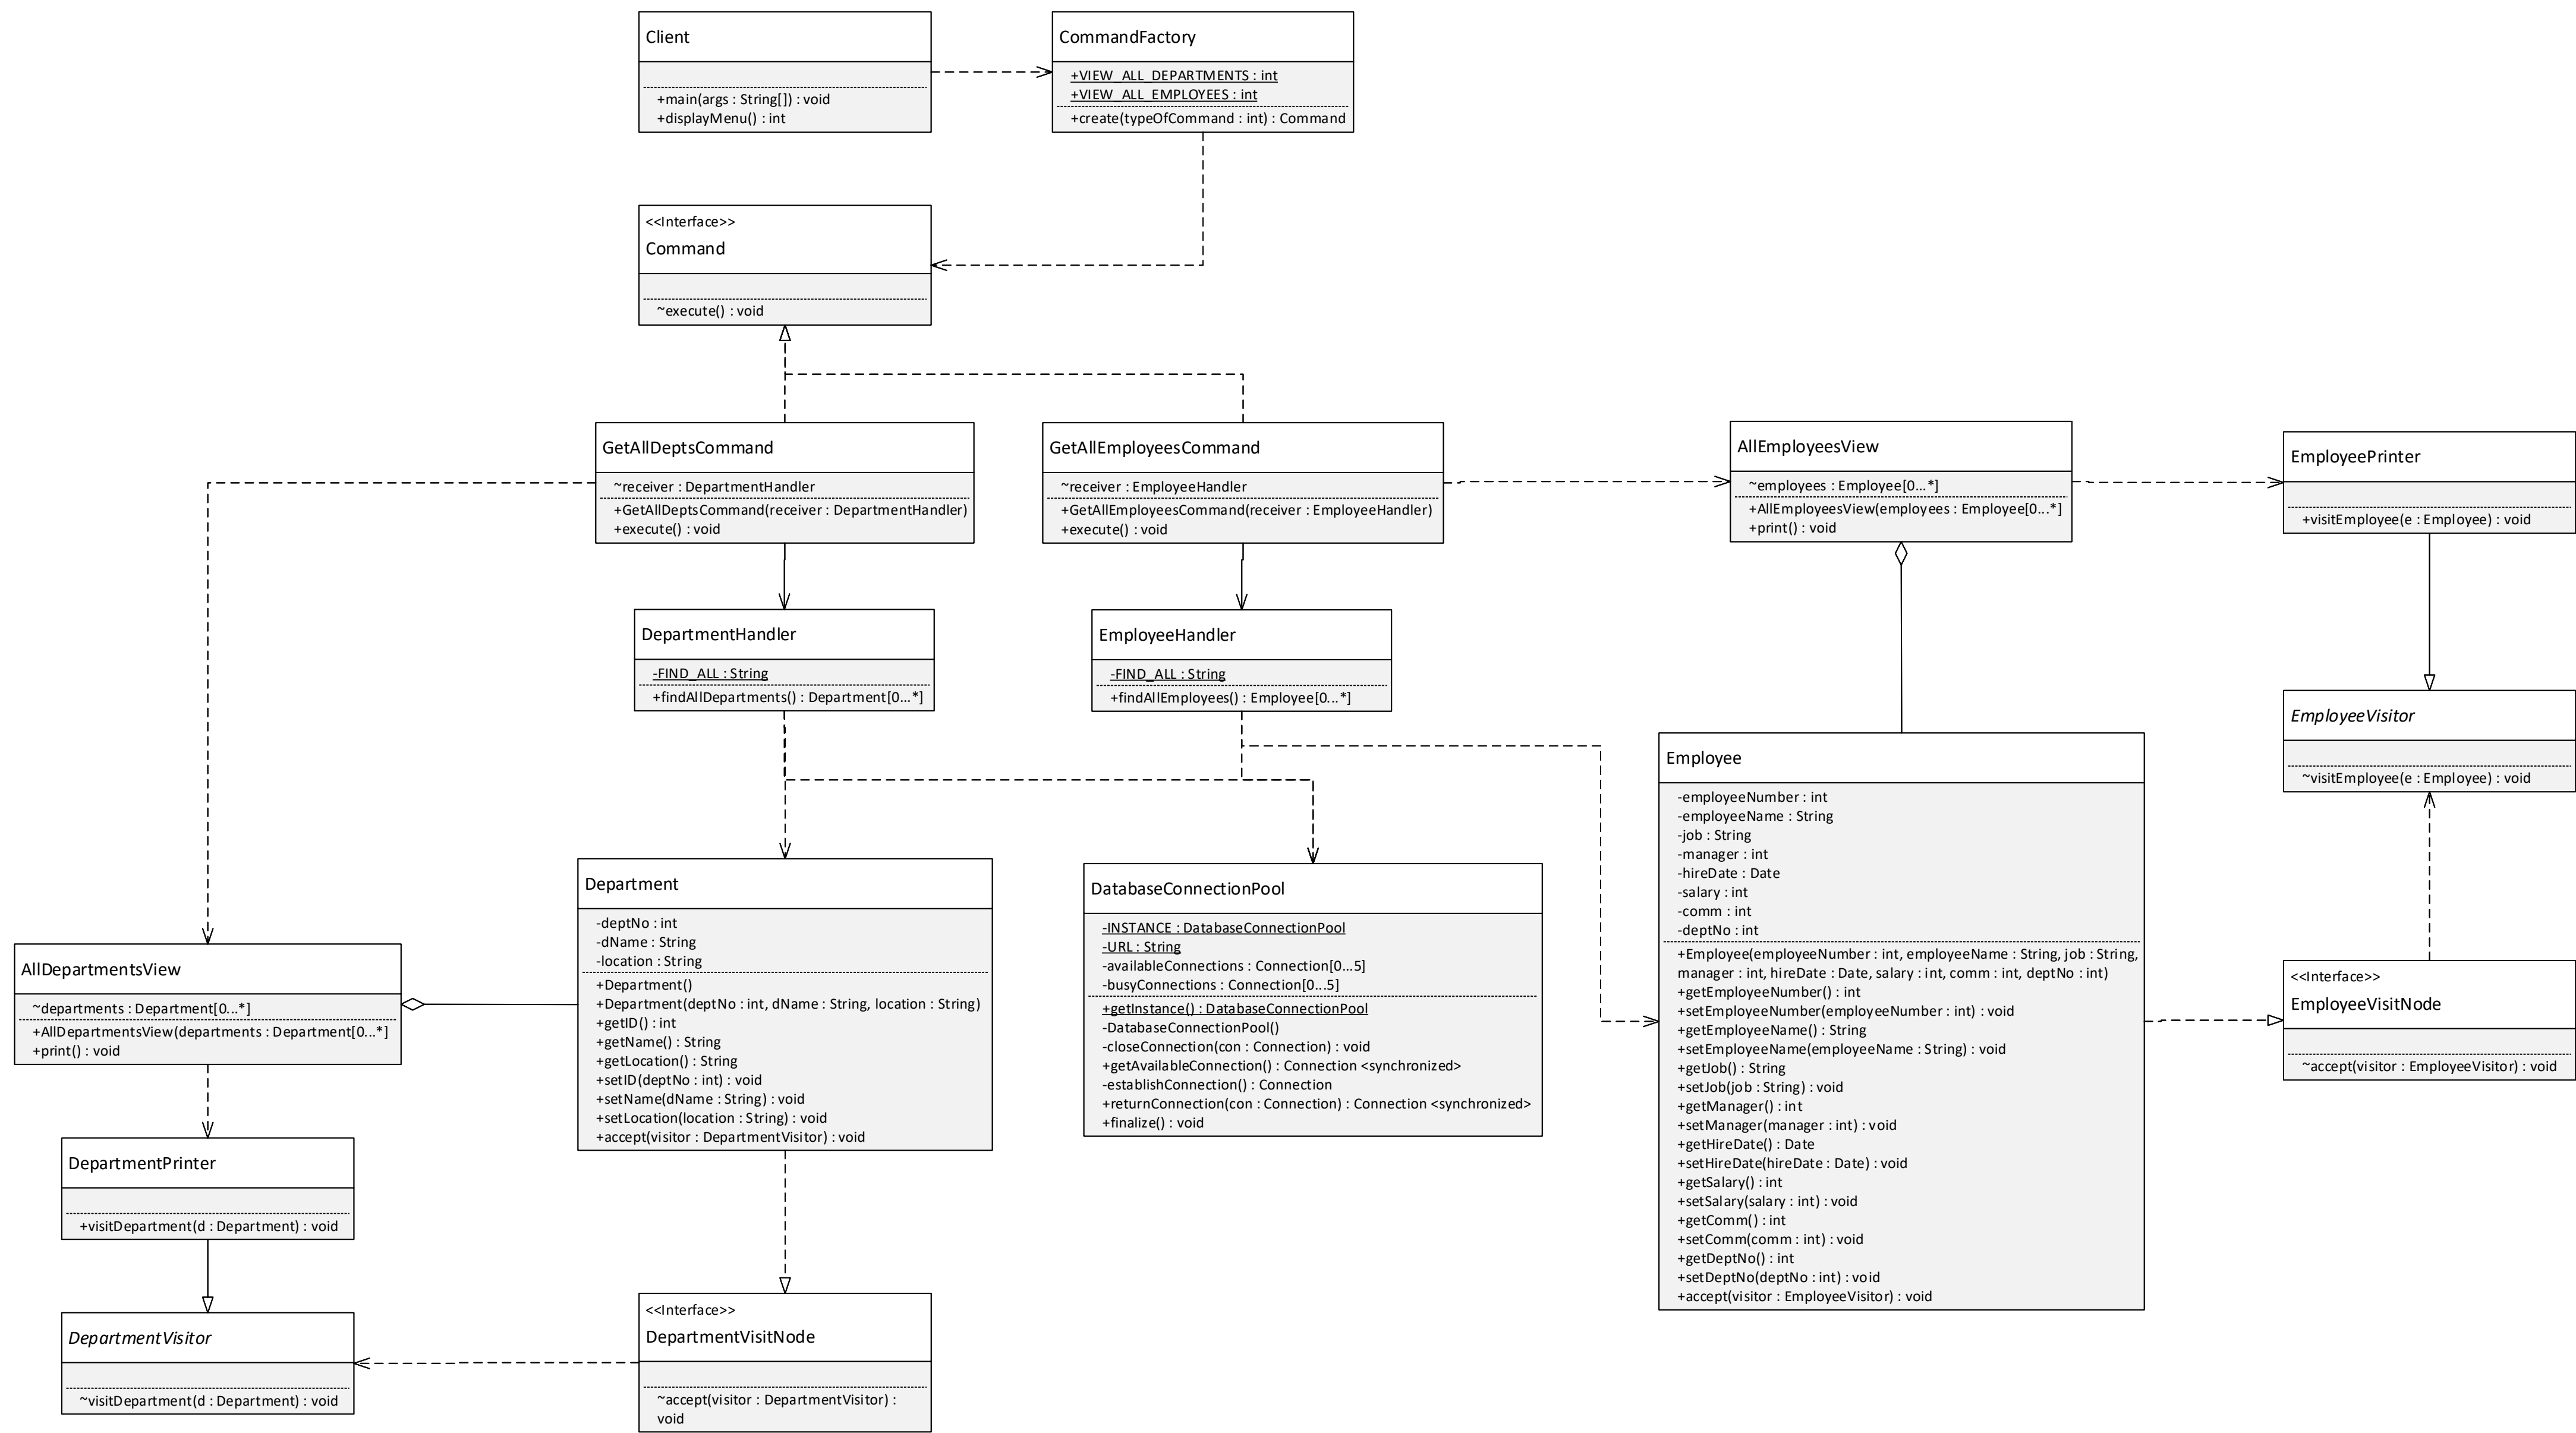 Client
+main(args : String[]) : void
+displayMenu() : int
CommandFactory
+VIEW_ALL_DEPARTMENTS : int
+VIEW_ALL_EMPLOYEES : int
+create(typeOfCommand : int) : Command
<<Interface>>
Command
~execute() : void
GetAllDeptsCommand
~receiver : DepartmentHandler
+GetAllDeptsCommand(receiver : DepartmentHandler)
+execute() : void
GetAllEmployeesCommand
~receiver : EmployeeHandler
+GetAllEmployeesCommand(receiver : EmployeeHandler)
+execute() : void
AllEmployeesView
~employees : Employee[0...*]
+AllEmployeesView(employees : Employee[0...*]
+print() : void
EmployeePrinter
+visitEmployee(e : Employee) : void
DepartmentHandler
-FIND_ALL : String
+findAllDepartments() : Department[0...*]
EmployeeHandler
-FIND_ALL : String
+findAllEmployees() : Employee[0...*]
EmployeeVisitor
~visitEmployee(e : Employee) : void
Employee
-employeeNumber : int
-employeeName : String
-job : String
-manager : int
-hireDate : Date
-salary : int
-comm : int
-deptNo : int
+Employee(employeeNumber : int, employeeName : String, job : String,
manager : int, hireDate : Date, salary : int, comm : int, deptNo : int)
+getEmployeeNumber() : int
+setEmployeeNumber(employeeNumber : int) : void
+getEmployeeName() : String
+setEmployeeName(employeeName : String) : void
+getJob() : String
+setJob(job : String) : void
+getManager() : int
+setManager(manager : int) : void
+getHireDate() : Date
+setHireDate(hireDate : Date) : void
+getSalary() : int
+setSalary(salary : int) : void
+getComm() : int
+setComm(comm : int) : void
+getDeptNo() : int
+setDeptNo(deptNo : int) : void
+accept(visitor : EmployeeVisitor) : void
Department
-deptNo : int
-dName : String
-location : String
+Department()
+Department(deptNo : int, dName : String, location : String)
+getID() : int
+getName() : String
+getLocation() : String
+setID(deptNo : int) : void
+setName(dName : String) : void
+setLocation(location : String) : void
+accept(visitor : DepartmentVisitor) : void
DatabaseConnectionPool
-INSTANCE : DatabaseConnectionPool
-URL : String
-availableConnections : Connection[0...5]
-busyConnections : Connection[0...5]
+getInstance() : DatabaseConnectionPool
-DatabaseConnectionPool()
-closeConnection(con : Connection) : void
+getAvailableConnection() : Connection <synchronized>
-establishConnection() : Connection
+returnConnection(con : Connection) : Connection <synchronized>
+finalize() : void
AllDepartmentsView
~departments : Department[0...*]
+AllDepartmentsView(departments : Department[0...*]
+print() : void
<<Interface>>
EmployeeVisitNode
~accept(visitor : EmployeeVisitor) : void
DepartmentPrinter
+visitDepartment(d : Department) : void
DepartmentVisitor
~visitDepartment(d : Department) : void
<<Interface>>
DepartmentVisitNode
~accept(visitor : DepartmentVisitor) :
void